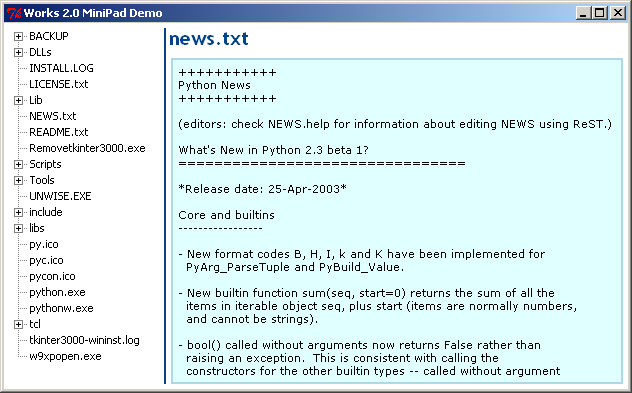 Works 2.0 MiniPad Demo
BACKUP
DLLs
INSTALL.LOG
LICENSE.txt
Lib
NEWS.txt
README.txt
Removetkinter3000.exe
Scripts
Tools
UNWISE.EXE
include
libs
py.ico
pyc.ico
pycon.ico
python.exe
pythonw.exe
tcl
tkinter3000-wininst.log
w9xpopen.exe
news.txt
+++++++++++
Python News
+++++++++++
(editors: check NEWS.help for information about editing NEWS using ReST.)
What's New in Python 2.3 beta 1?
================================
*Release date: 25-Apr-2003*
Core and builtins
-----------------
- New format codes B, H, I, k and K have been implemented for
PyArg_ParseTuple and PyBuild_Value.
- New builtin function sum(seq, start=0) returns the sum of all the
items in iterable object seq, plus start (items are normally numbers,
and cannot be strings).
- bool() called without arguments now returns False rather than
raising an exception.  This is consistent with calling the
constructors for the other builtin types -- called without argument